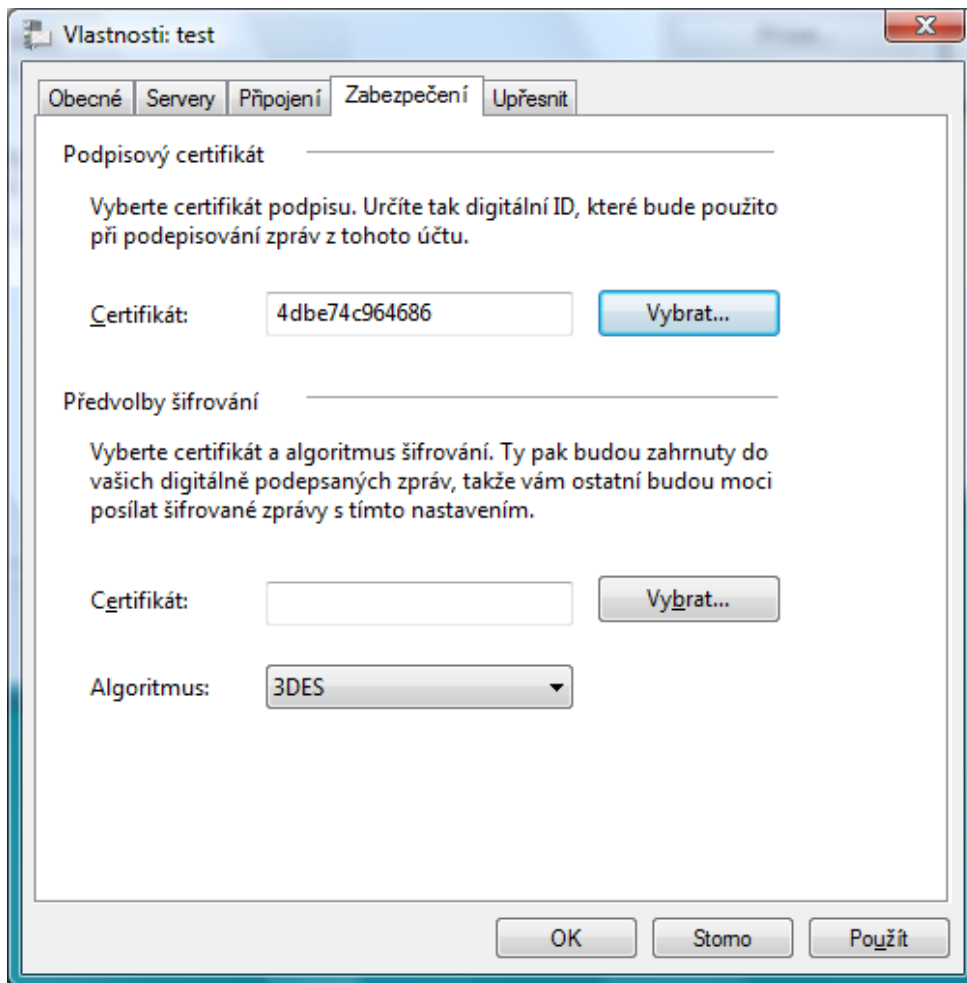 Vlastnosti: test
Obecné Servery Připojení Zabezpečení Upřesnit
Podpisový certifikát
Vyberte certifikát podpisu. Určíte tak digitální ID, které bude použito
při podepisování zpráv z tohoto účtu.
Certifikát: 4dbe74c964686 Vybrat...
Předvolby šifrování
Vyberte certifikát a algoritmus šifrování. Ty pak budou zahrnuty do
vašich digitálně podepsaných zpráv, takže vám ostatní budou moci
posílat šifrované zprávy s tímto nastavením.
Certifikát: Vybrat...
Algoritmus: 3DES
OK Storno Použít